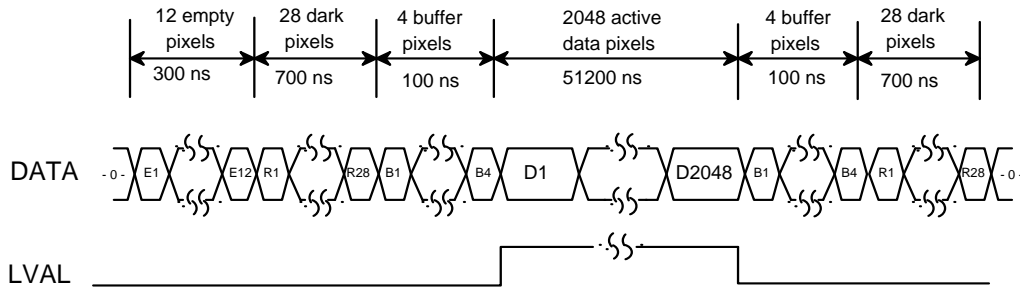 12 empty pixels
28 dark pixels
4 buffer pixels
2048 active data pixels
4 buffer pixels
28 dark pixels
300 ns
700 ns
100 ns
51200 ns
100 ns
700 ns
DATA
- 0 -
E1
E12
R1
R28
B1
B4
D1
D2048
B1
B4
R1
R28
- 0 -
LVAL